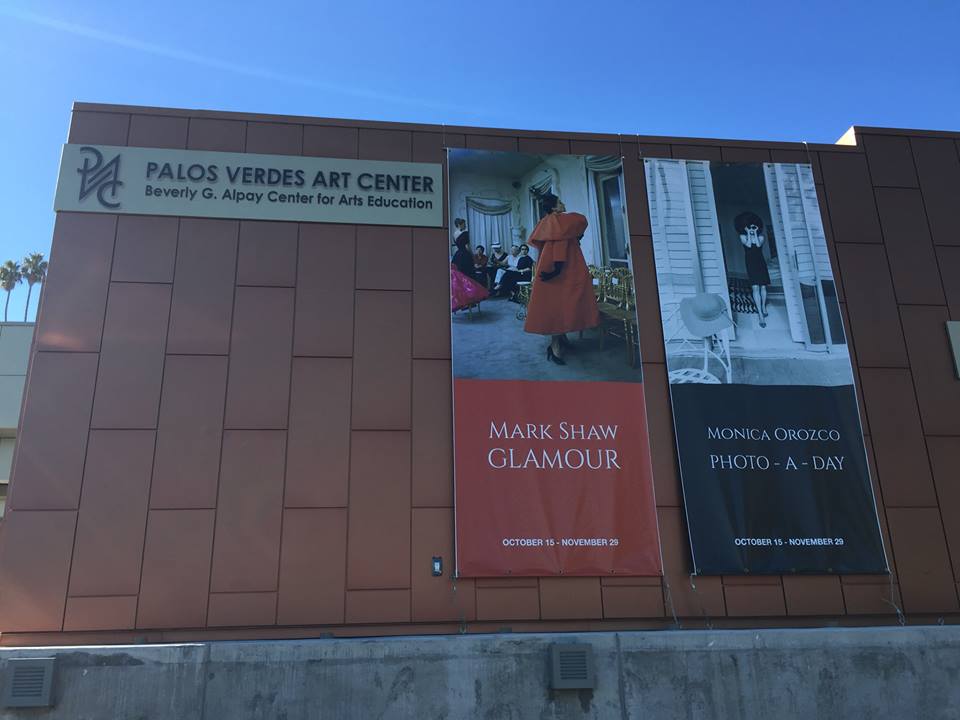 PVAC
PALOS VERDES ART CENTER
Beverly G. Alpay Center for Arts Education
MARK SHAW
GLAMOUR
OCTOBER 15 - NOVEMBER 29
MONICA OROZCO
PHOTO - A - DAY
OCTOBER 15 - NOVEMBER 29